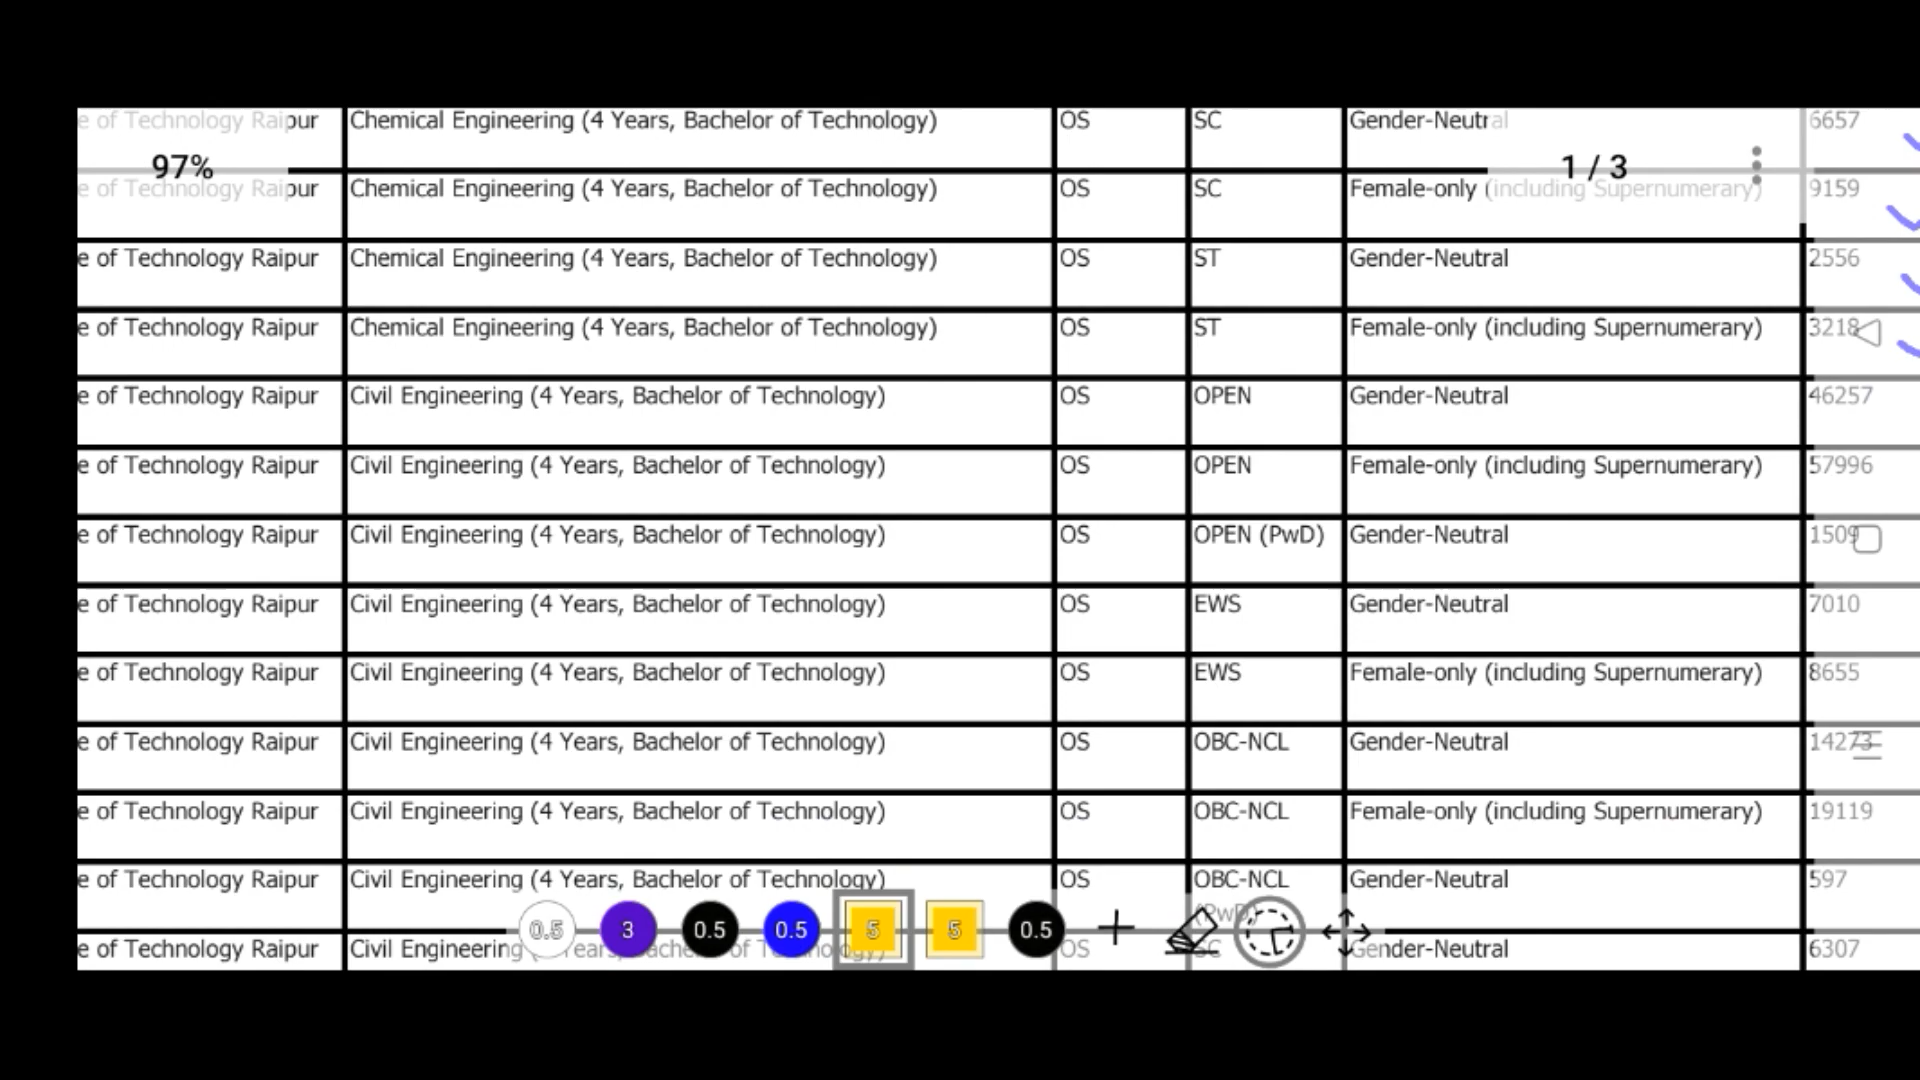 e of Technology Raipur Chemical Engineering (4 Years, Bachelor of Technology) OS SC Gender-Neutral 6657
97% 1 / 3
e of Technology Raipur Chemical Engineering (4 Years, Bachelor of Technology) OS SC Female-only (including Supernumerary) 9159
e of Technology Raipur Chemical Engineering (4 Years, Bachelor of Technology) OS ST Gender-Neutral 2556
e of Technology Raipur Chemical Engineering (4 Years, Bachelor of Technology) OS ST Female-only (including Supernumerary) 3218
e of Technology Raipur Civil Engineering (4 Years, Bachelor of Technology) OS OPEN Gender-Neutral 46257
e of Technology Raipur Civil Engineering (4 Years, Bachelor of Technology) OS OPEN Female-only (including Supernumerary) 57996
e of Technology Raipur Civil Engineering (4 Years, Bachelor of Technology) OS OPEN (PwD) Gender-Neutral 1509
e of Technology Raipur Civil Engineering (4 Years, Bachelor of Technology) OS EWS Gender-Neutral 7010
e of Technology Raipur Civil Engineering (4 Years, Bachelor of Technology) OS EWS Female-only (including Supernumerary) 8655
e of Technology Raipur Civil Engineering (4 Years, Bachelor of Technology) OS OBC-NCL Gender-Neutral 14273
e of Technology Raipur Civil Engineering (4 Years, Bachelor of Technology) OS OBC-NCL Female-only (including Supernumerary) 19119
e of Technology Raipur Civil Engineering (4 Years, Bachelor of Technology) OS OBC-NCL Gender-Neutral 597
(PwD)
0.5 3 0.5 0.5 5 5 0.5
e of Technology Raipur Civil Engineering (4 Years, Bachelor of Technology) OS SC Gender-Neutral 6307